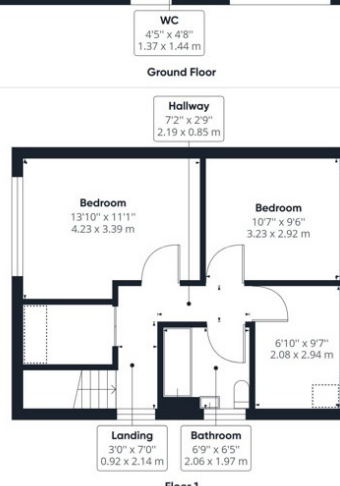 WC
4'5" x 4'8"
1.37 x 1.44 m
Ground Floor
Hallway
7'2" x 2'9"
2.19 x 0.85 m
Bedroom
13'10" x 11'1"
4.23 x 3.39 m
Bedroom
10'7" x 9'6"
3.23 x 2.92 m
6'10" x 9'7"
2.08 x 2.94 m
Landing
3'0" x 7'0"
0.92 x 2.14 m
Bathroom
6'9" x 6'5"
2.06 x 1.97 m
Floor 1